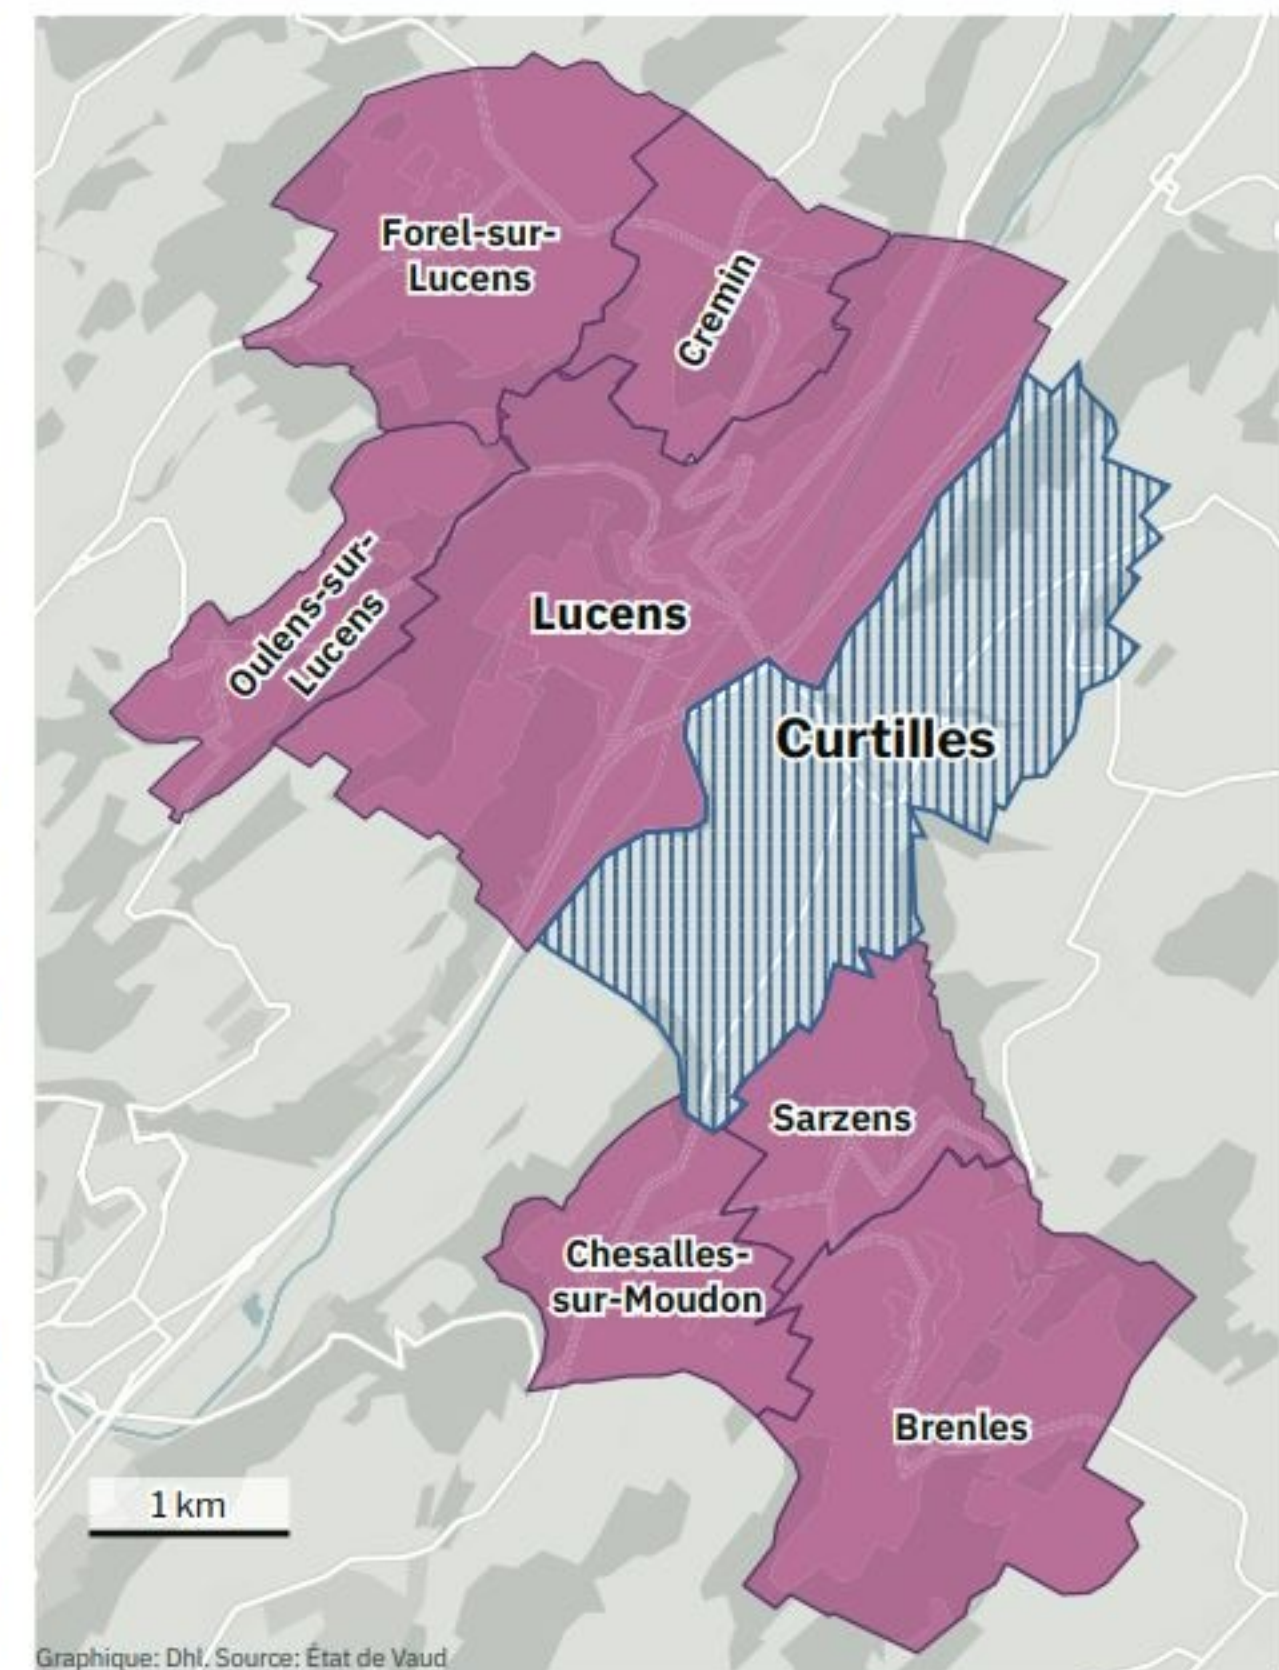 Forel-sur-
Lucens
Cremin
Oulens-sur-
Lucens
Lucens
Curtilles
Sarzens
Chesalles-
sur-Moudon
Brenles
1 km
Graphique: Dhl. Source: État de Vaud